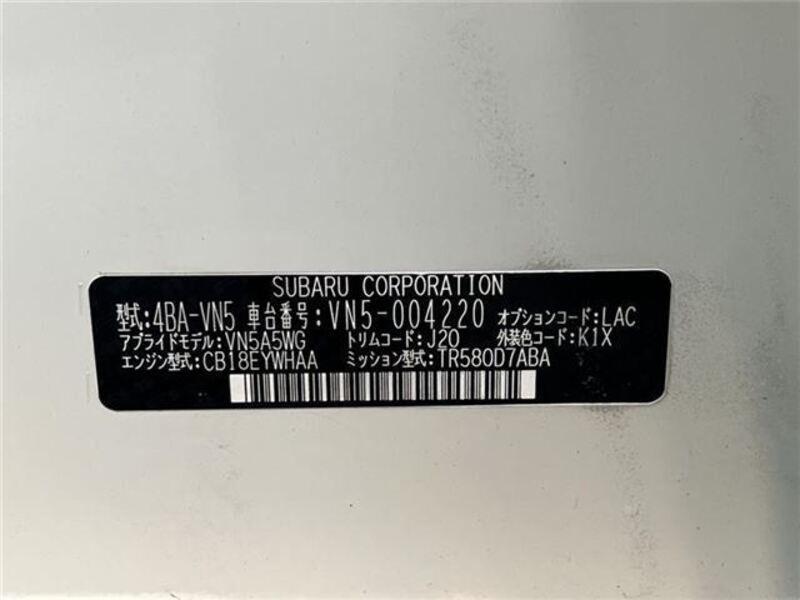 SUBARU CORPORATION
型式:4BA-VN5 車台番号:VN5-004220 オプションコード:LAC
アプライドモデル:VN5A5WG トリムコード:J20 外装色コード:K1X
エンジン型式:CB18EYWHAA ミッション型式:TR580D7ABA